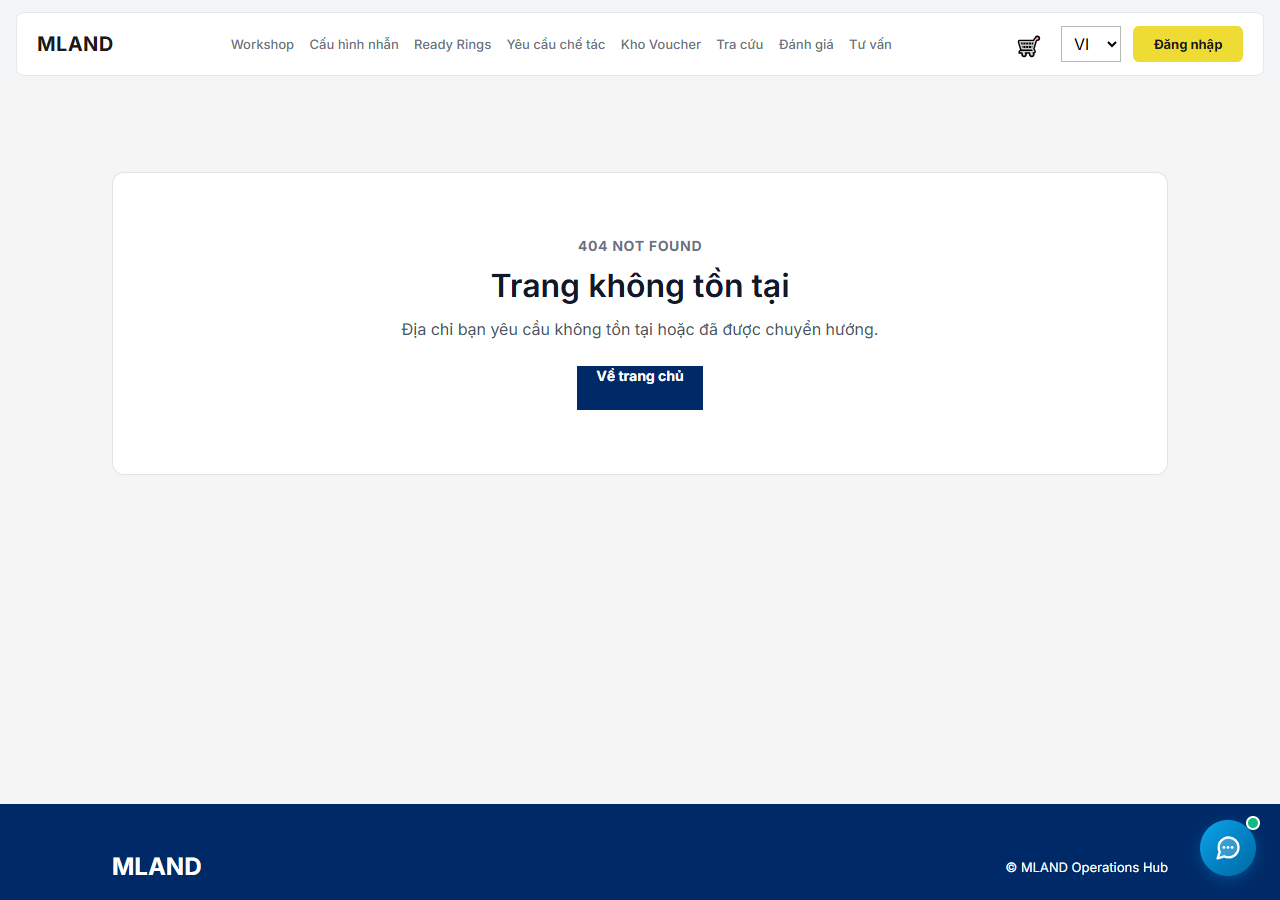 MLAND
Workshop Cấu hình nhẫn Ready Rings Yêu cầu chế tác Kho Voucher Tra cứu Đánh giá Tư vấn
VI
Đăng nhập
404 NOT FOUND
Trang không tồn tại
Địa chỉ bạn yêu cầu không tồn tại hoặc đã được chuyển hướng.
Về trang chủ
MLAND
© MLAND Operations Hub